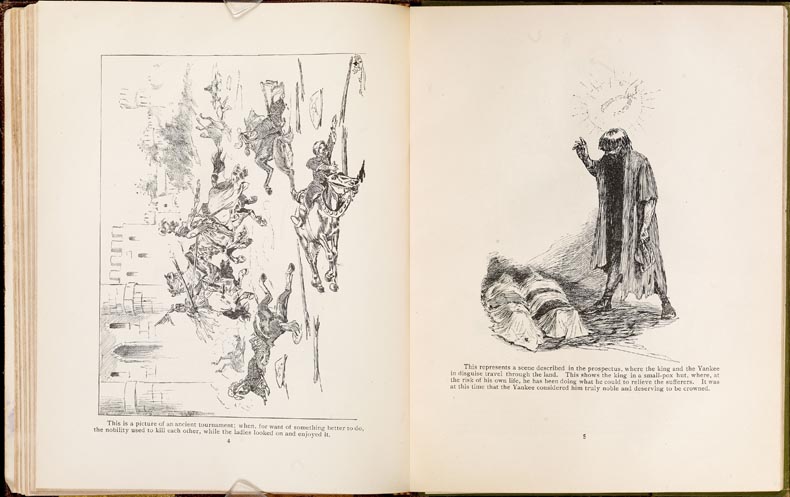 This is a picture of an ancient tournament; when, for want of something better to do,
the nobility used to kill each other, while the ladies looked on and enjoyed it.
4
This represents a scene described in the prospectus, where the king and the Yankee
in disguise travel through the land. This shows the king in a small-pox hut, where, at
the risk of his own life, he has been doing what he could to relieve the sufferers. It was
at this time that the Yankee considered him truly noble and deserving to be crowned.
5